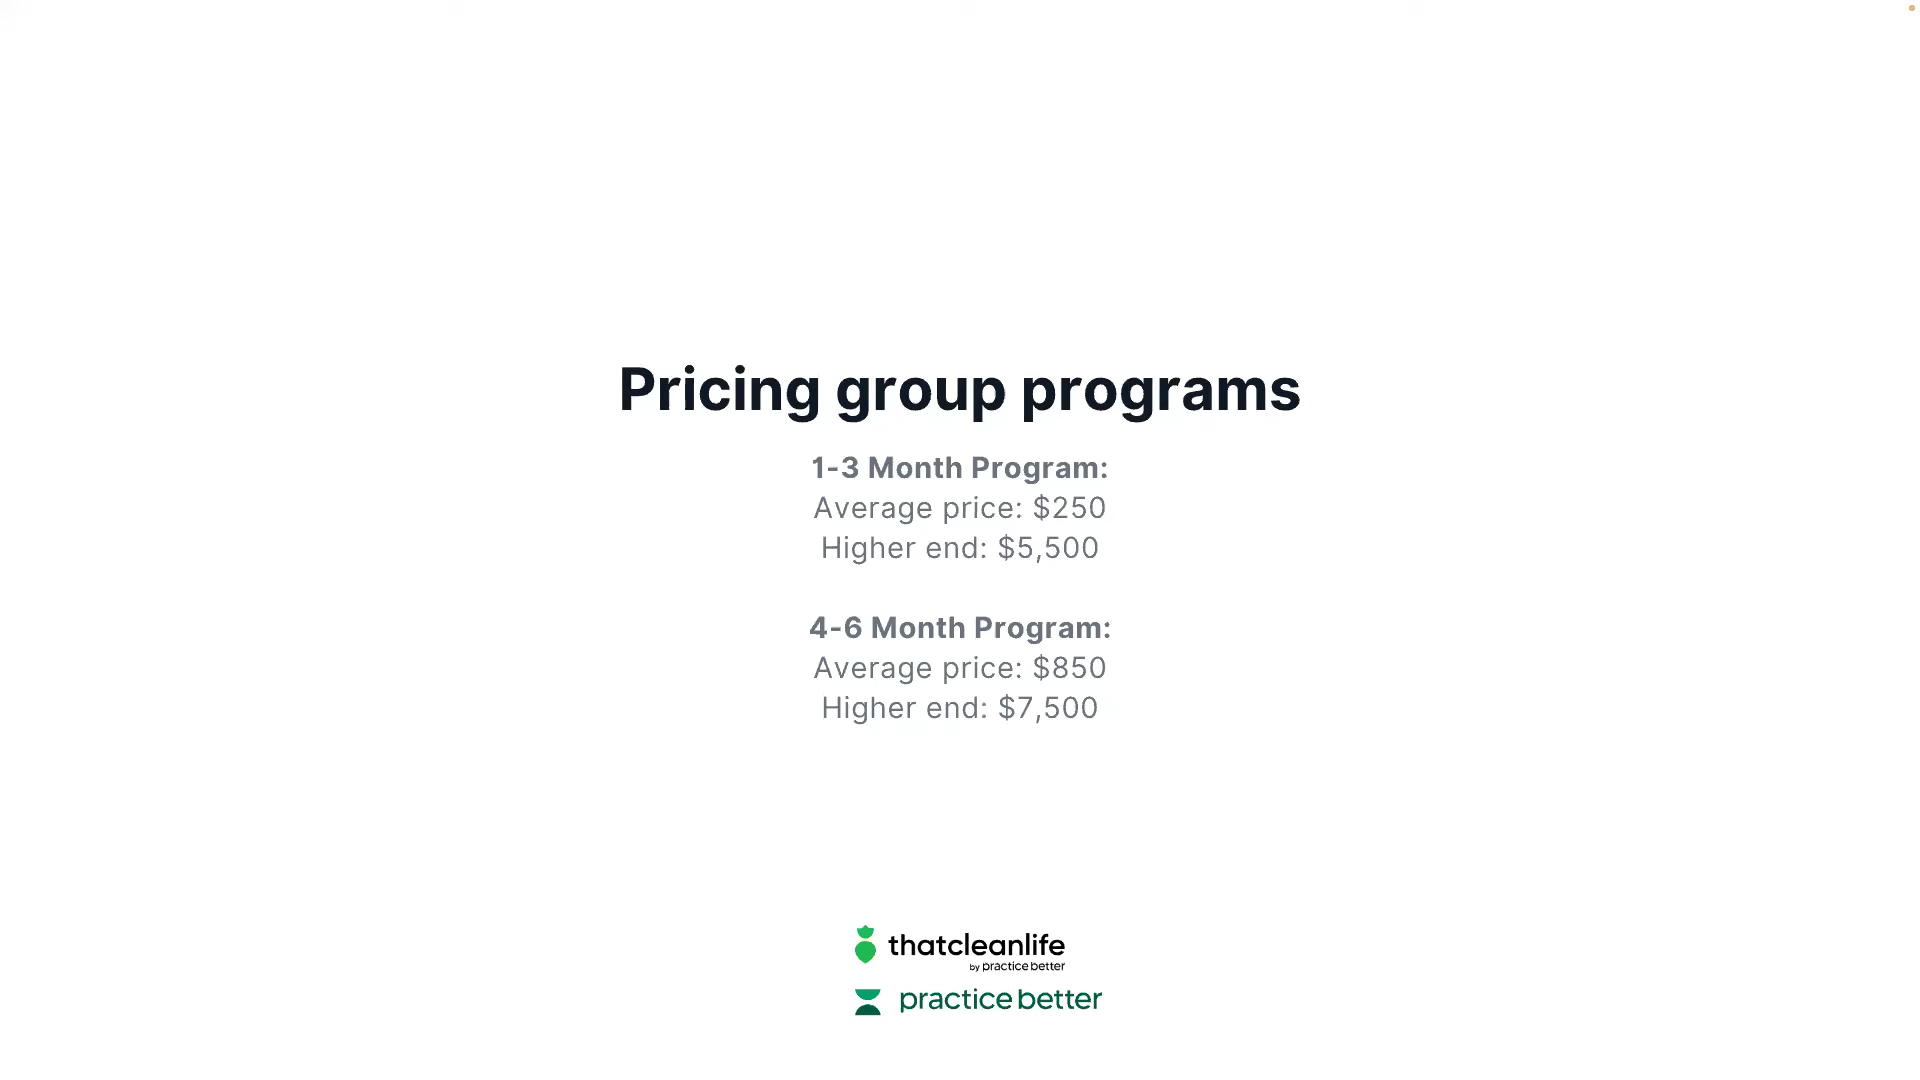 Pricing group programs
1-3 Month Program:
Average price: $250
Higher end: $5,500
4-6 Month Program:
Average price: $850
Higher end: $7,500
thatcleanlife
by practice better
practice better